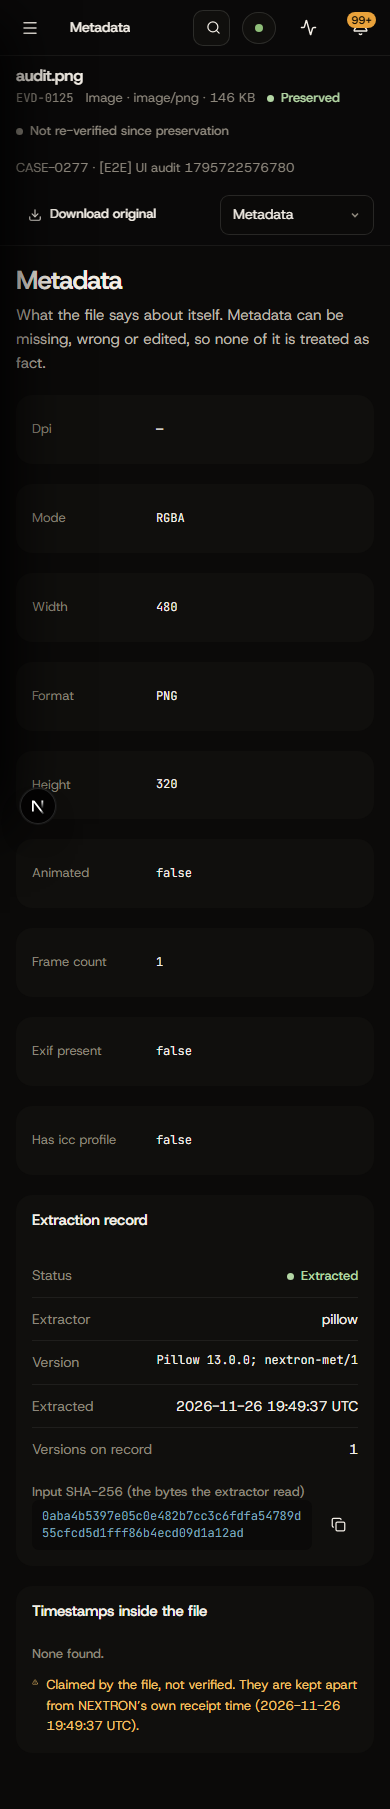 Metadata
99+
audit.png
EVD-0125 Image · image/png · 146 KB Preserved
Not re-verified since preservation
CASE-0277 · [E2E] UI audit 1795722576780
Download original Metadata
Metadata
What the file says about itself. Metadata can be
missing, wrong or edited, so none of it is treated as
fact.
Dpi —
Mode RGBA
Width 480
Format PNG
Height 320
N
Animated false
Frame count 1
Exif present false
Has icc profile false
Extraction record
Status Extracted
Extractor pillow
Version Pillow 13.0.0; nextron-met/1
Extracted 2026-11-26 19:49:37 UTC
Versions on record 1
Input SHA-256 (the bytes the extractor read)
0aba4b5397e05c0e482b7cc3c6fdfa54789d
55cfcd5d1fff86b4ecd09d1a12ad
Timestamps inside the file
None found.
Claimed by the file, not verified. They are kept apart
from NEXTRON's own receipt time (2026-11-26
19:49:37 UTC).